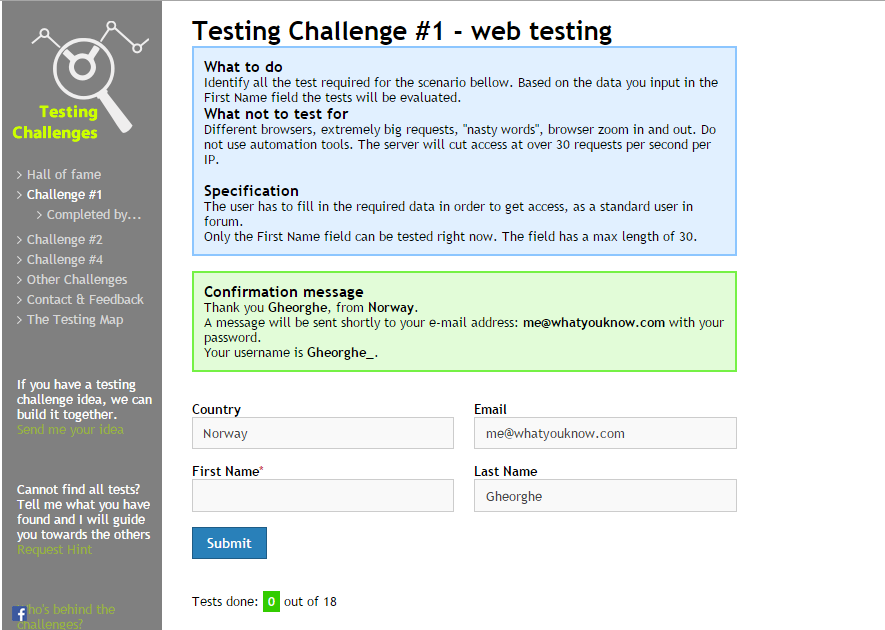 Testing
Challenges
> Hall of fame
> Challenge #1
> Completed by...
> Challenge #2
> Challenge #4
> Other Challenges
> Contact & Feedback
> The Testing Map
If you have a testing
challenge idea, we can
build it together.
Send me your idea
Cannot find all tests?
Tell me what you have
found and I will guide
you towards the others
Request Hint
ho's behind the
challenges?
Testing Challenge #1 - web testing
What to do
Identify all the test required for the scenario bellow. Based on the data you input in the
First Name field the tests will be evaluated.
What not to test for
Different browsers, extremely big requests, "nasty words", browser zoom in and out. Do
not use automation tools. The server will cut access at over 30 requests per second per
IP.
Specification
The user has to fill in the required data in order to get access, as a standard user in
forum.
Only the First Name field can be tested right now. The field has a max length of 30.
Confirmation message
Thank you Gheorghe, from Norway.
A message will be sent shortly to your e-mail address: me@whatyouknow.com with your
password.
Your username is Gheorghe_.
Country
Email
Norway
me@whatyouknow.com
First Name*
Last Name
Gheorghe
Submit
Tests done: 0 out of 18